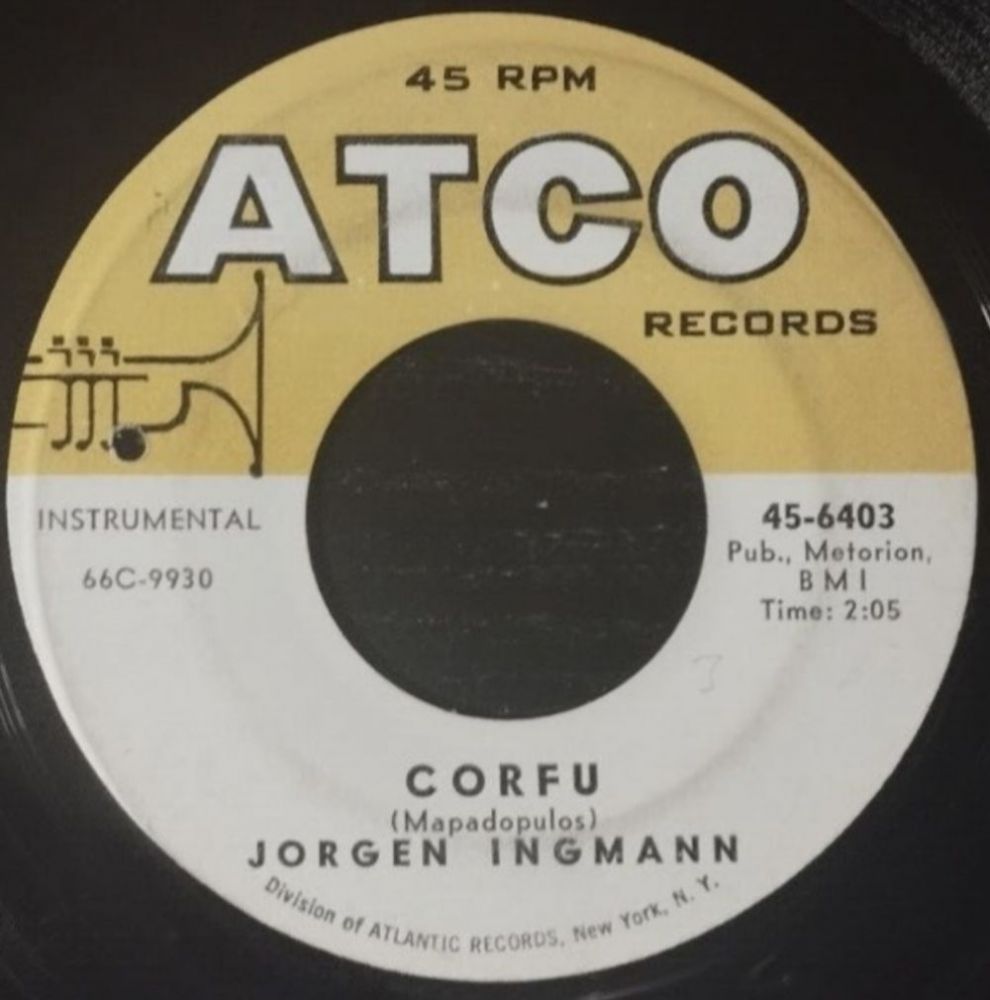 45 RPM
ATCO
RECORDS
INSTRUMENTAL
66C-9930
45-6403
Pub., Metorion,
BMI
Time: 2:05
CORFU
(Mapadopulos)
JORGEN INGMANN
Division of ATLANTIC RECORDS, New York, N. Y.